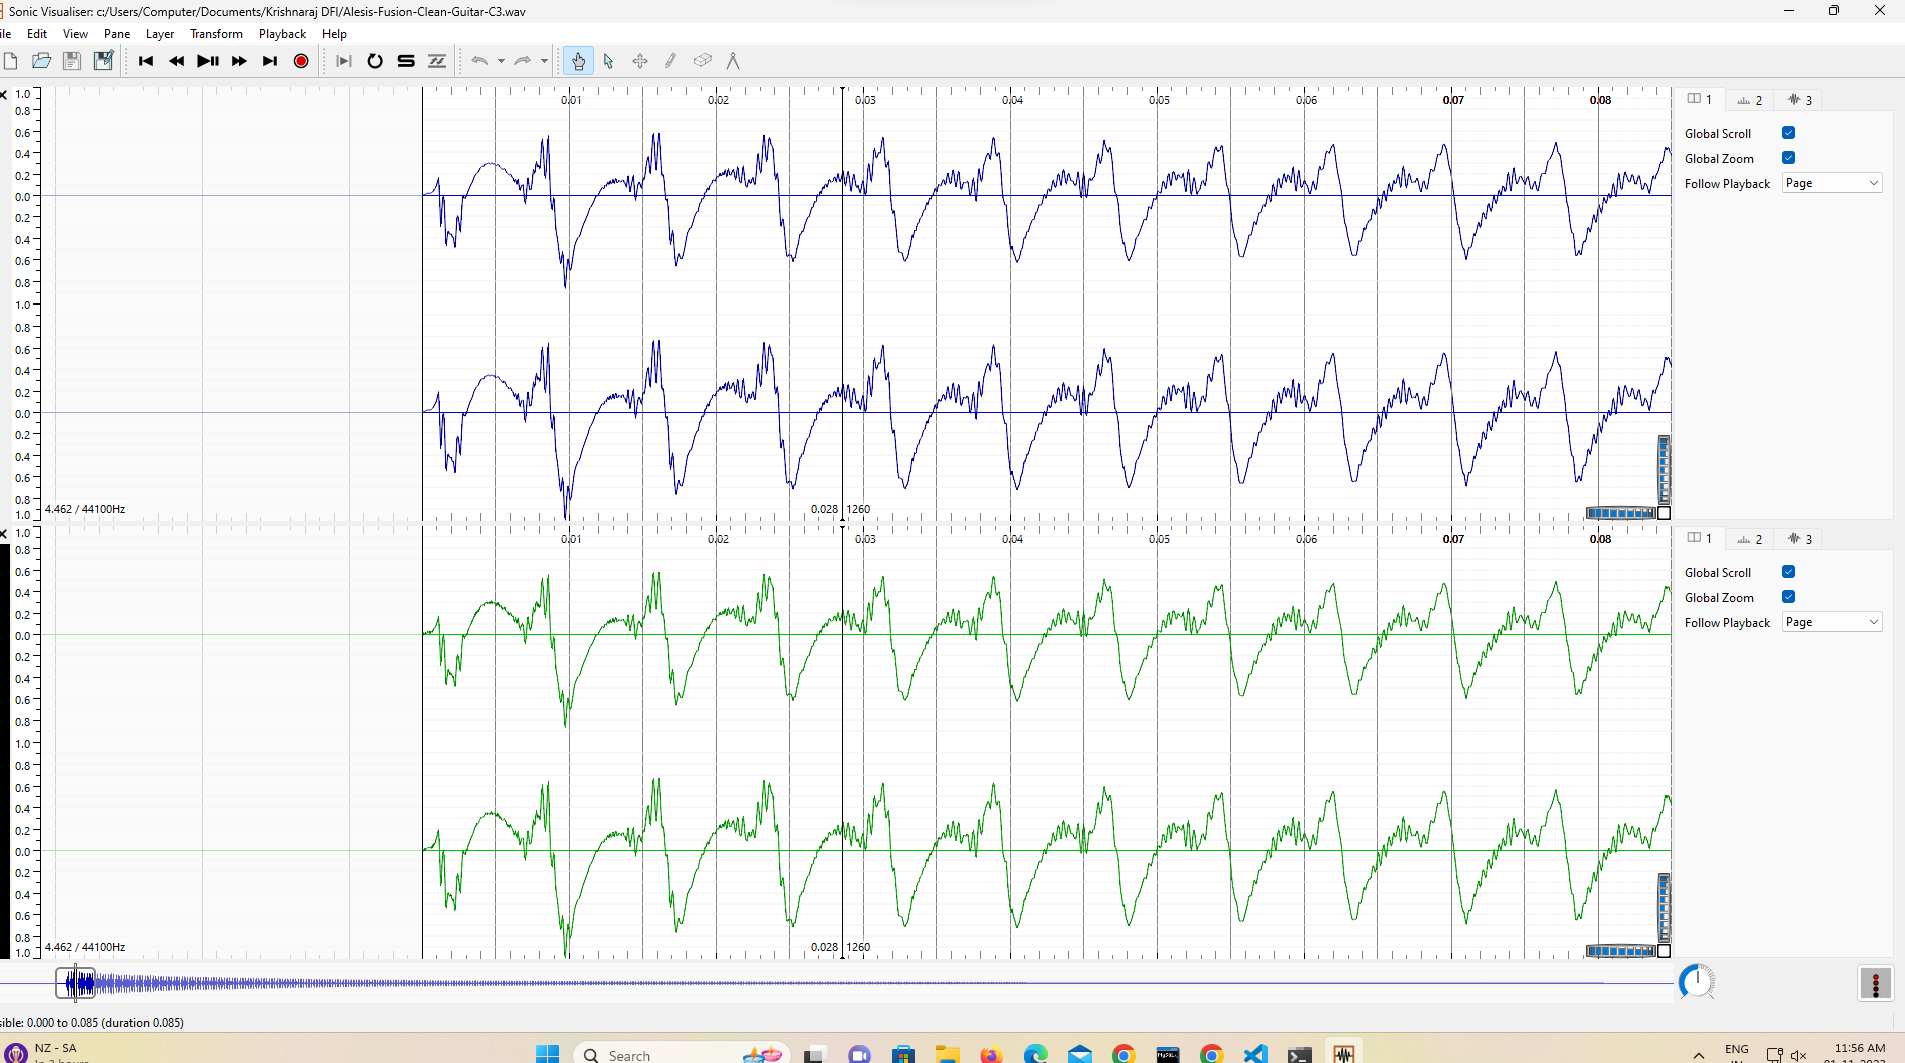 Sonic Visualiser: c:/Users/Computer/Documents/Krishnaraj DFI/Alesis-Fusion-Clean-Guitar-C3.wav
ile Edit View Pane Layer Transform Playback Help
1.0
0.8
0.6
0.4
0.2
0.0
0.2
0.4
0.6
0.8
1.0
0.8
0.6
0.4
0.2
0.0
0.2
0.4
0.6
0.8
1.0
0.01 0.02 0.03 0.04 0.05 0.06 0.07 0.08
4.462 / 44100Hz
0.028 1260
1 2 3
Global Scroll
Global Zoom
Follow Playback Page
1.0
0.8
0.6
0.4
0.2
0.0
0.2
0.4
0.6
0.8
1.0
0.8
0.6
0.4
0.2
0.0
0.2
0.4
0.6
0.8
1.0
0.01 0.02 0.03 0.04 0.05 0.06 0.07 0.08
4.462 / 44100Hz
0.028 1260
1 2 3
Global Scroll
Global Zoom
Follow Playback Page
sible: 0.000 to 0.085 (duration 0.085)
NZ - SA
Search
ENG
11:56 AM